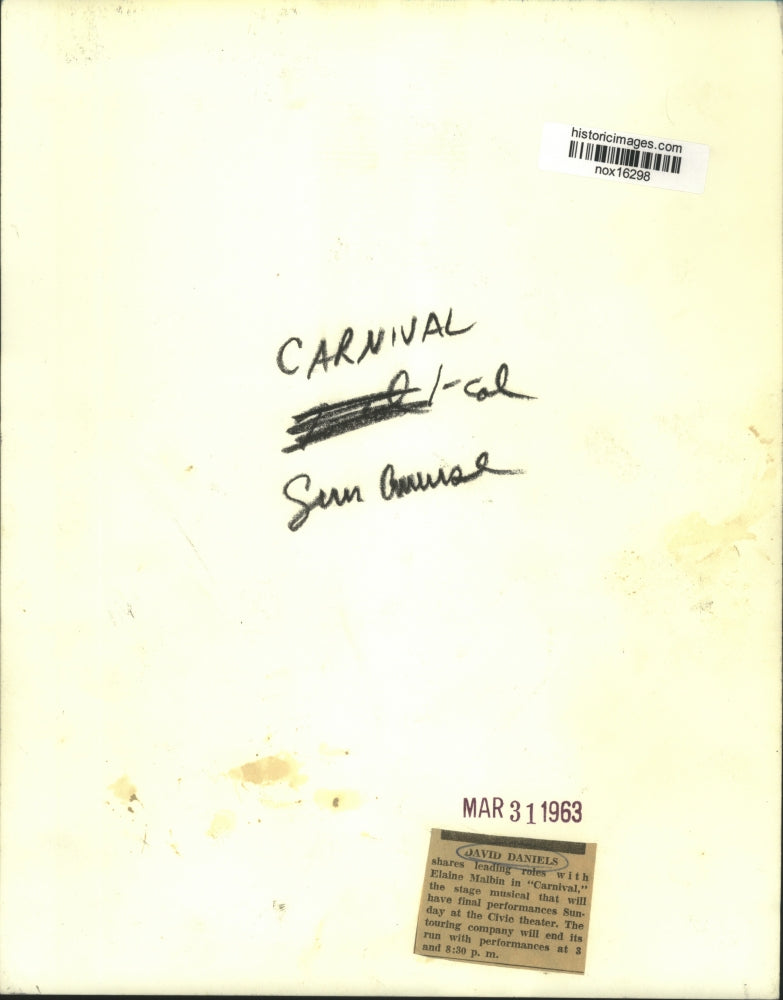 historicimages.com
nox16298
CARNIVAL
1-col
Sun Amuse
MAR 31 1963
DAVID DANIELS
shares leading roles with
Elaine Malbin in "Carnival,"
the stage musical that will
have final performances Sun-
day at the Civic theater. The
touring company will end its
run with performances at 3
and 8:30 p. m.